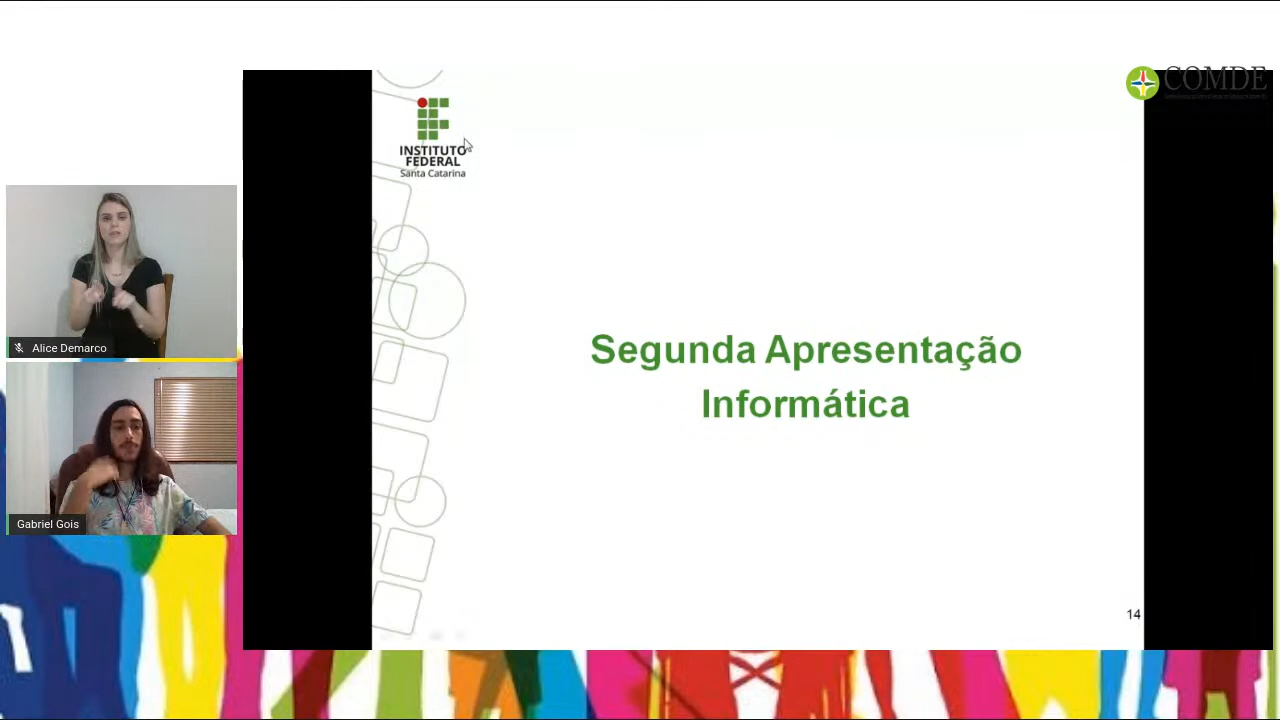 COMDE
INSTITUTO
FEDERAL
Santa Catarina
Alice Demarco
Segunda Apresentação
Informática
Gabriel Gois
14